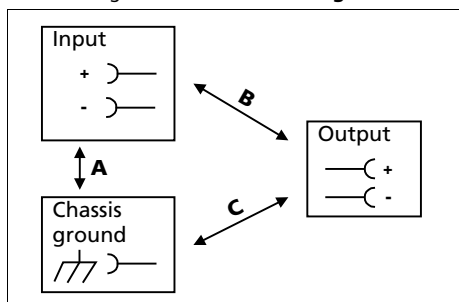 Input
+
-
B
A
Output
+
-
Chassis
ground
C